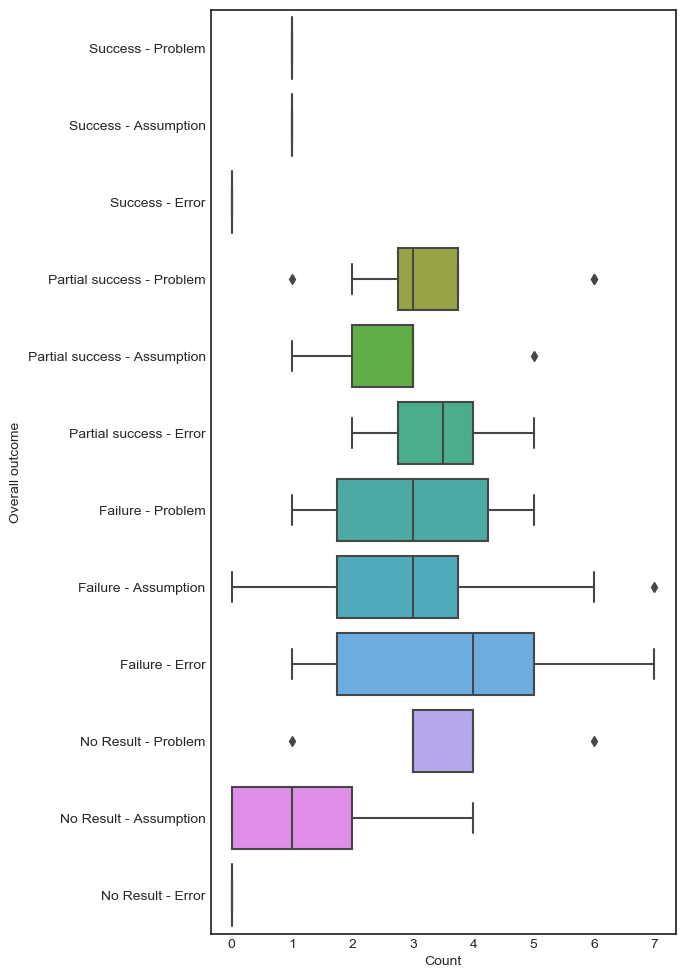 Success - Problem
Success - Assumption
Success - Error
Partial success - Problem
Partial success - Assumption
Partial success - Error
Failure - Problem
Failure - Assumption
Failure - Error
No Result - Problem
No Result - Assumption
No Result - Error
Overall outcome
0 1 2 3 4 5 6 7
Count